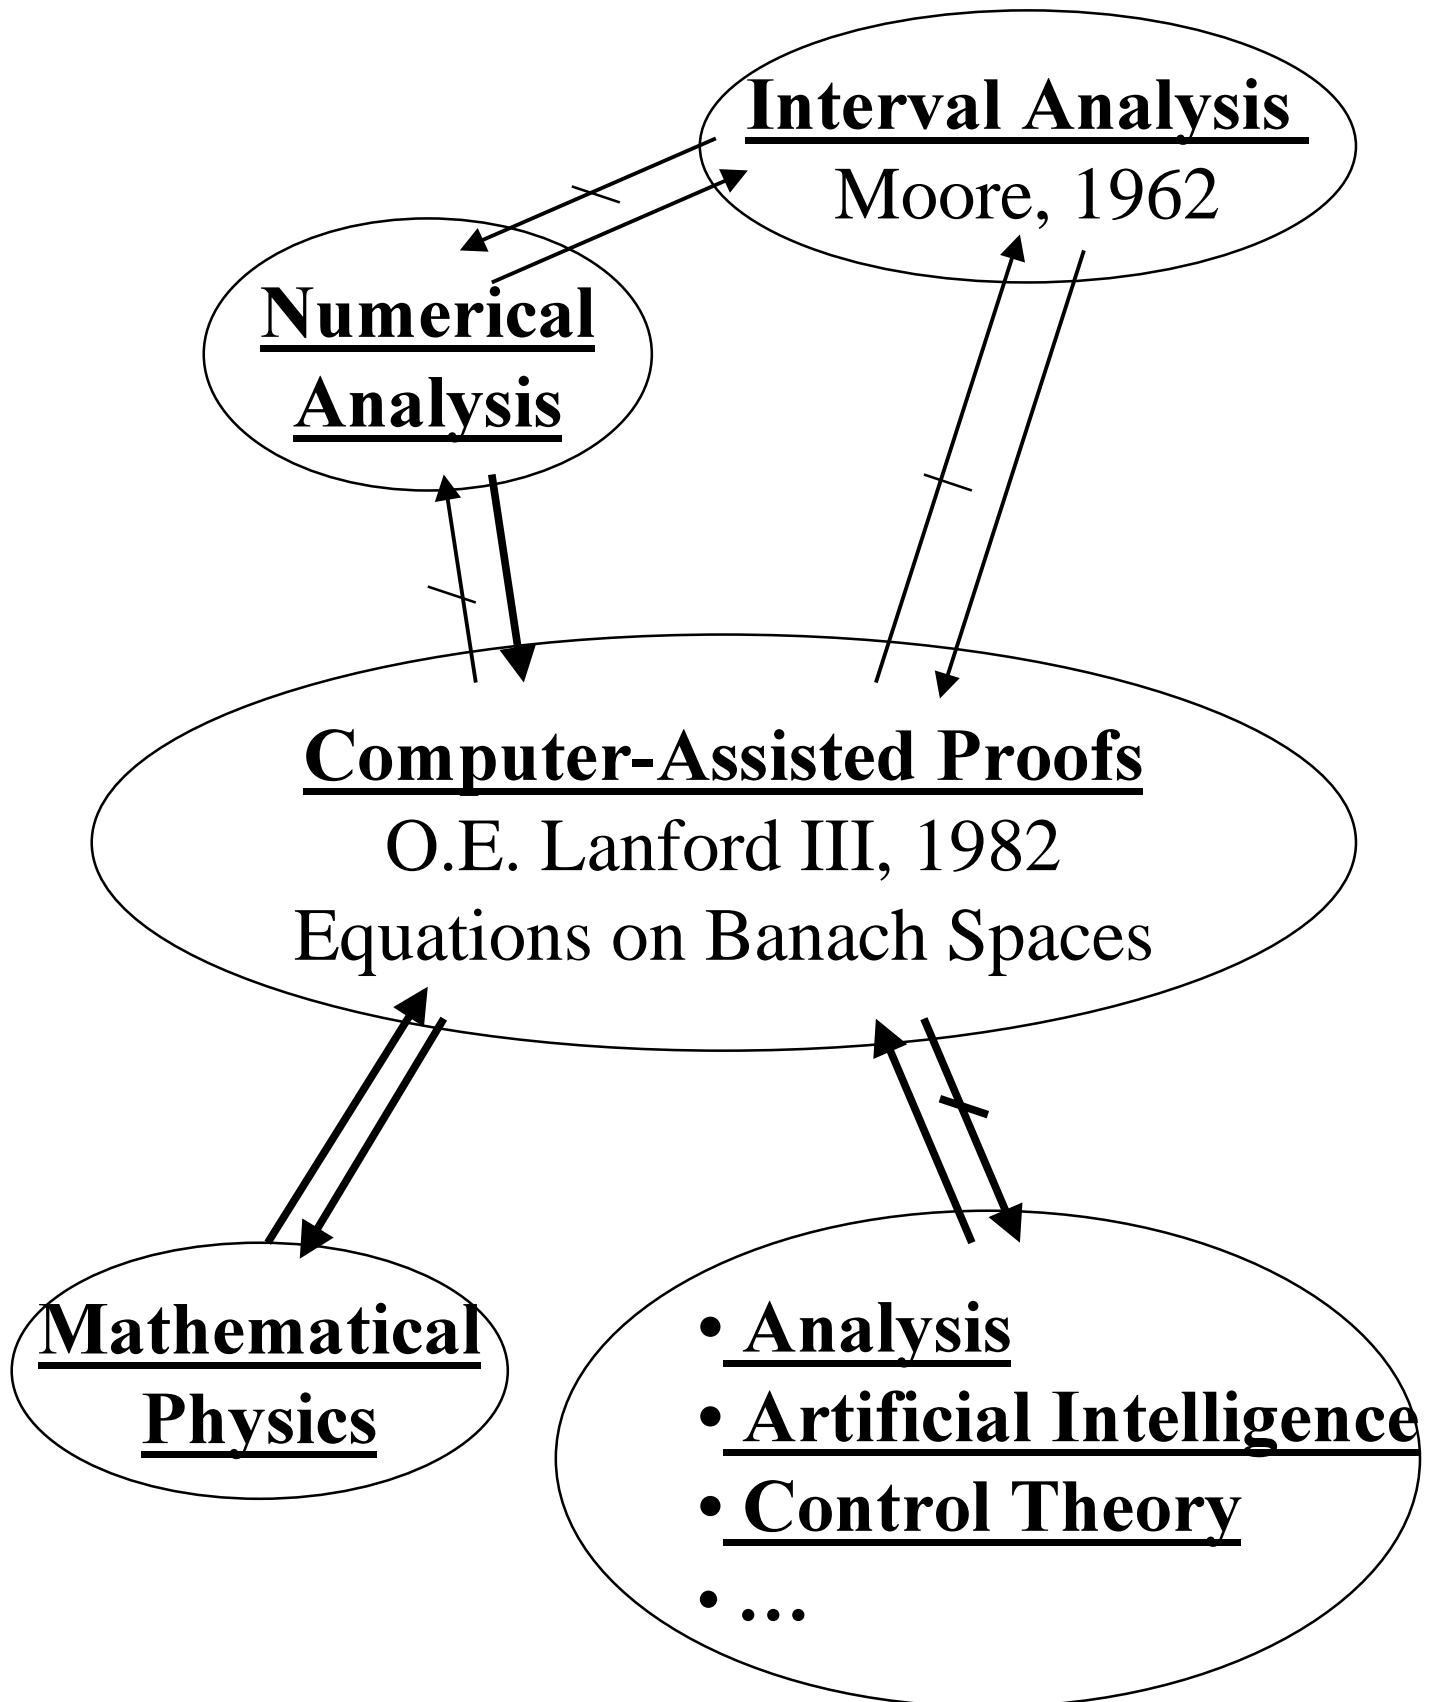 Interval Analysis
Moore, 1962
Numerical
Analysis
Computer-Assisted Proofs
O.E. Lanford III, 1982
Equations on Banach Spaces
Mathematical
Physics
• Analysis
• Artificial Intelligence
• Control Theory
• …